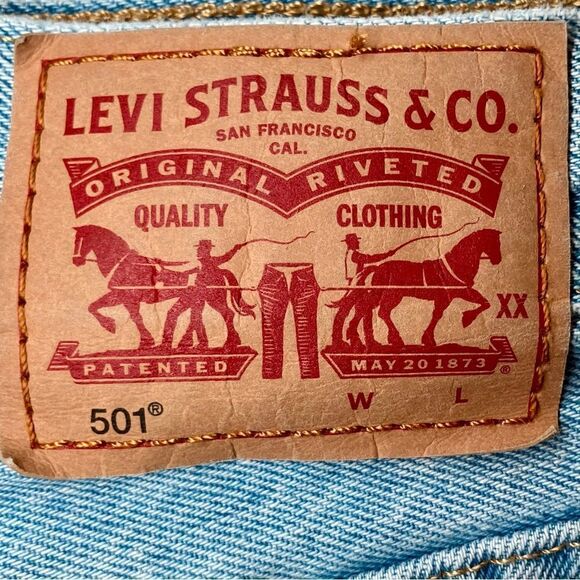 LEVI STRAUSS & CO.
SAN FRANCISCO
CAL.
ORIGINAL RIVETED
QUALITY CLOTHING
XX
PATENTED MAY 20 1873 ®
501® W L